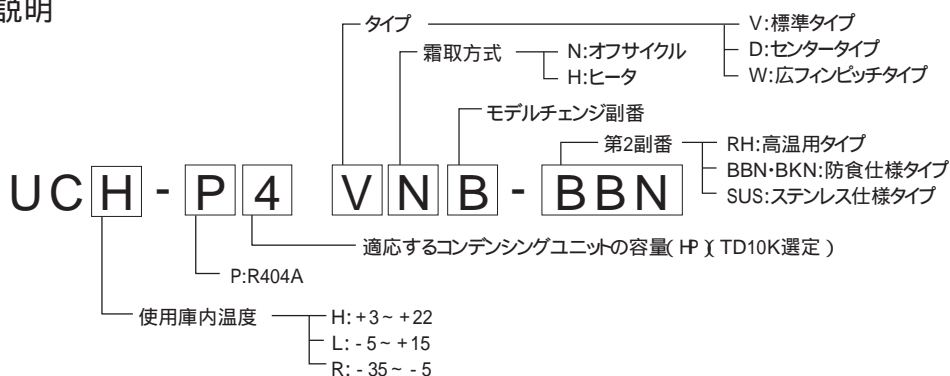 説明
タイプ
V:標準タイプ
D:センタータイプ
W:広フィンピッチタイプ
霜取方式
N:オフサイクル
H:ヒータ
モデルチェンジ副番
第2副番
RH:高温用タイプ
BBN・BKN:防食仕様タイプ
SUS:ステンレス仕様タイプ
UCH-P4 VNB-BBN
適応するコンデンシングユニットの容量(HP)(TD10K選定)
P:R404A
使用庫内温度
H:+3~+22
L:-5~+15
R:-35~-5